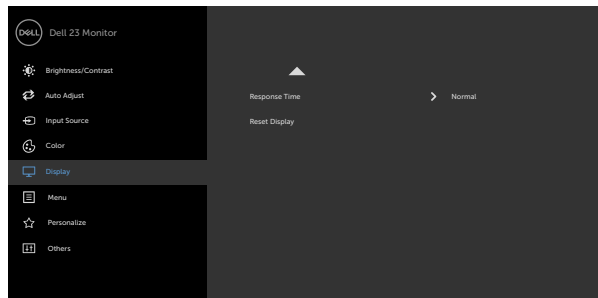 DELL Dell 23 Monitor
Brightness/Contrast
Auto Adjust
Response Time Normal
Input Source
Reset Display
Color
Display
Menu
Personalize
Others